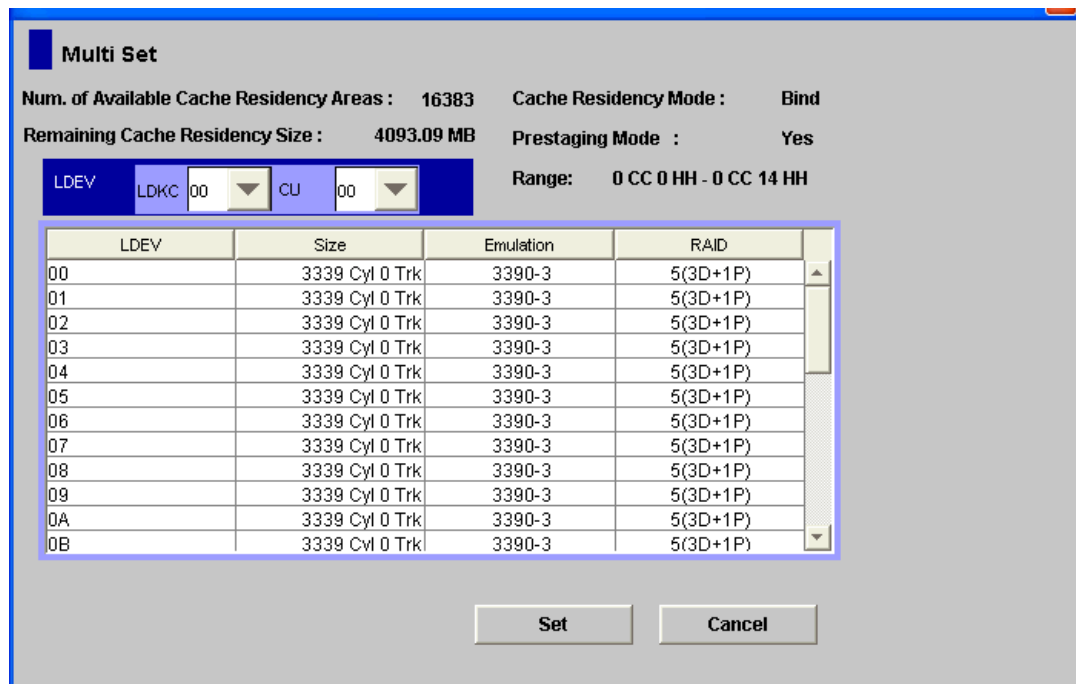 Multi Set
Num. of Available Cache Residency Areas : 16383 Cache Residency Mode : Bind
Remaining Cache Residency Size : 4093.09 MB Prestaging Mode : Yes
LDEV LDKC 00 CU 00 Range: 0 CC 0 HH - 0 CC 14 HH
LDEV Size Emulation RAID
00 3339 Cyl 0 Trk 3390-3 5(3D+1P)
01 3339 Cyl 0 Trk 3390-3 5(3D+1P)
02 3339 Cyl 0 Trk 3390-3 5(3D+1P)
03 3339 Cyl 0 Trk 3390-3 5(3D+1P)
04 3339 Cyl 0 Trk 3390-3 5(3D+1P)
05 3339 Cyl 0 Trk 3390-3 5(3D+1P)
06 3339 Cyl 0 Trk 3390-3 5(3D+1P)
07 3339 Cyl 0 Trk 3390-3 5(3D+1P)
08 3339 Cyl 0 Trk 3390-3 5(3D+1P)
09 3339 Cyl 0 Trk 3390-3 5(3D+1P)
0A 3339 Cyl 0 Trk 3390-3 5(3D+1P)
0B 3339 Cyl 0 Trk 3390-3 5(3D+1P)
Set Cancel